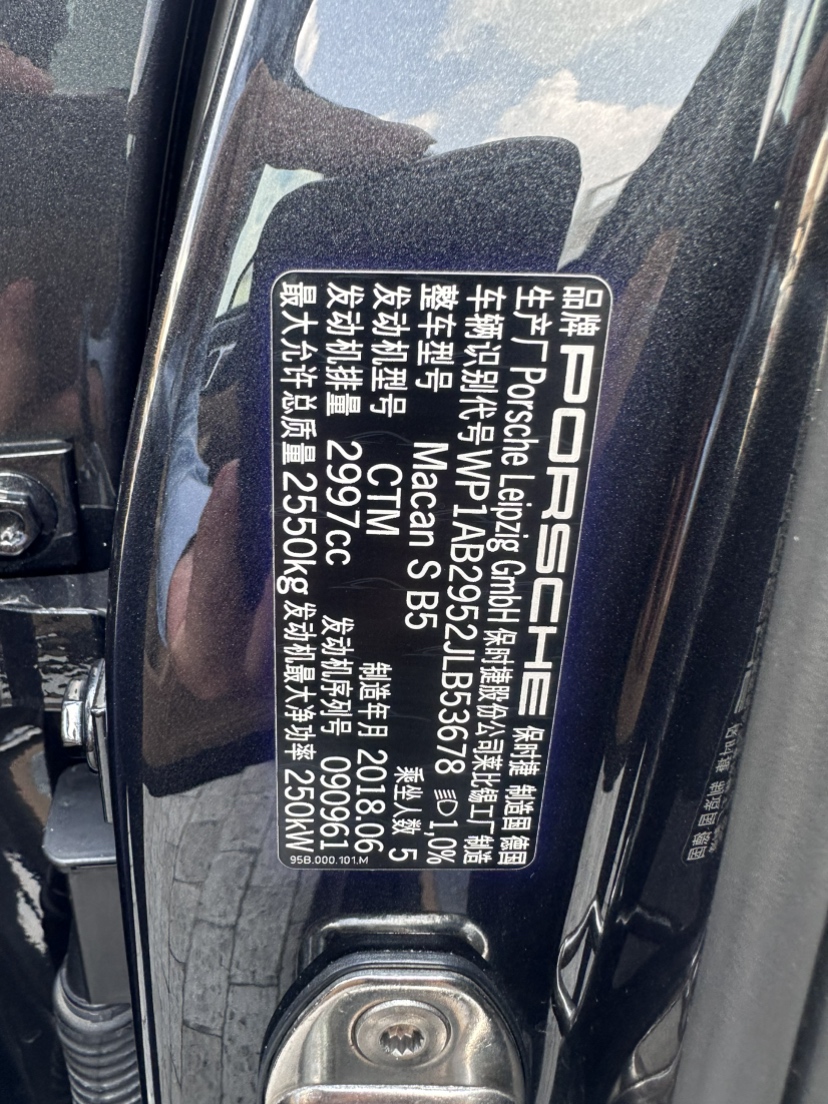 品牌 PORSCHE 保时捷 制造国 德国
生产厂 Porsche Leipzig GmbH 保时捷股份公司莱比锡工厂制造
车辆识别代号 WP1AB2952JLB53678 1,0%
整车型号 Macan S B5 乘坐人数 5
发动机型号 CTM 制造年月 2018.06
发动机排量 2997cc 发动机序列号 090961
最大允许总质量 2550kg 发动机最大净功率 250kW
95B.000.101.M